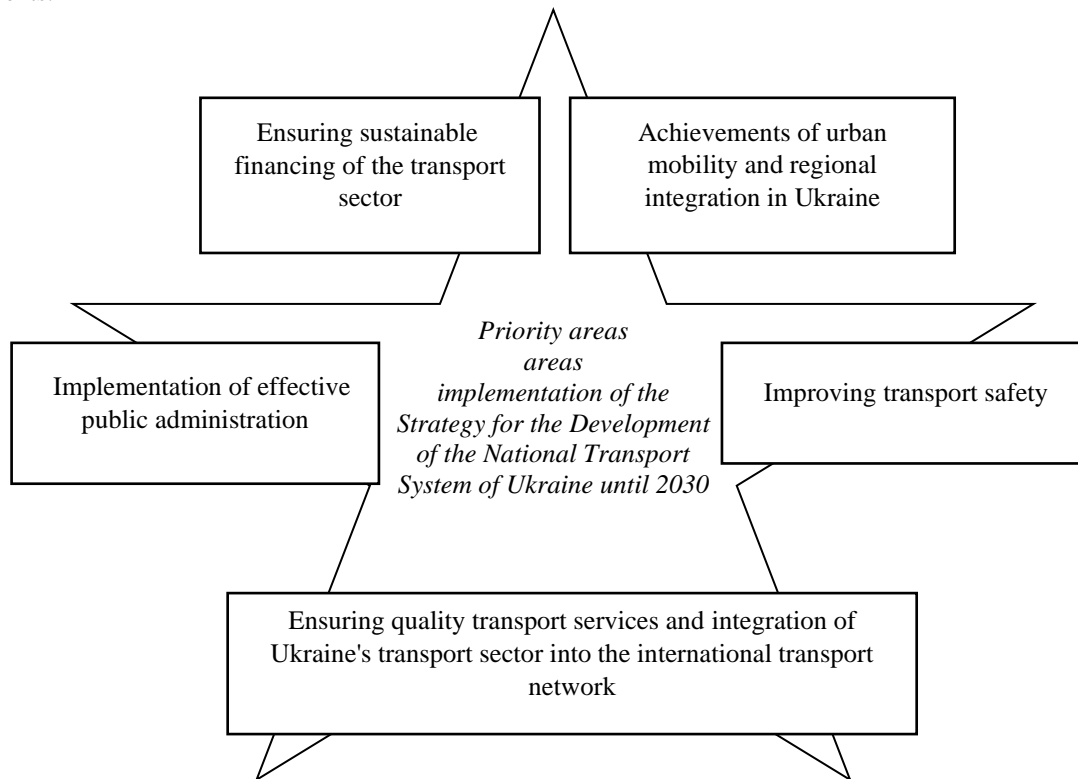 Ensuring sustainable
financing of the transport
sector
Achievements of urban
mobility and regional
integration in Ukraine
Priority areas
areas
implementation of the
Strategy for the Development
of the National Transport
System of Ukraine until 2030
Implementation of effective
public administration
Improving transport safety
Ensuring quality transport services and integration of
Ukraine's transport sector into the international transport
network